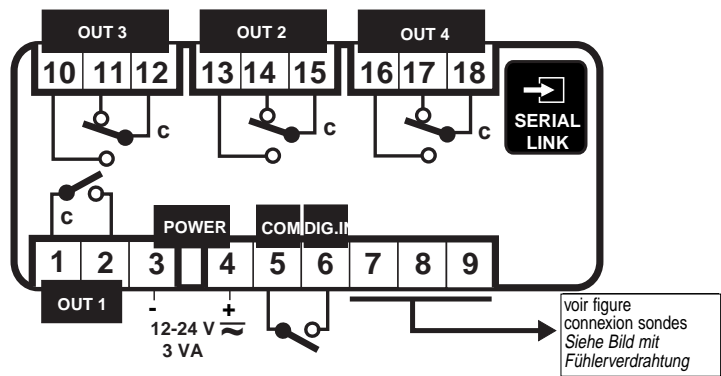 OUT 3 OUT 2 OUT 4
10 11 12 13 14 15 16 17 18
c c c
SERIAL
LINK
c
POWER COM DIG.IN
1 2 3 4 5 6 7 8 9
OUT 1
- +
12-24 V
3 VA
voir figure
connexion sondes
Siehe Bild mit
Fühlerverdrahtung